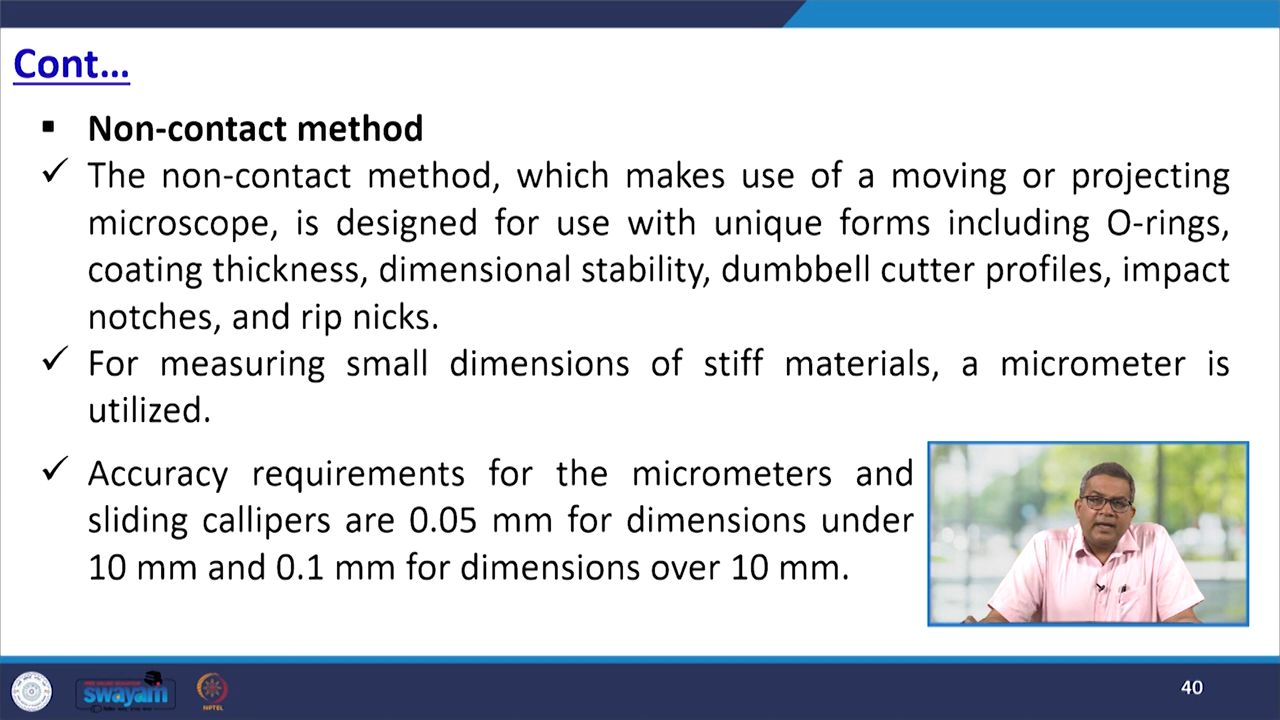 Cont...
▪ Non-contact method
✓ The non-contact method, which makes use of a moving or projecting
microscope, is designed for use with unique forms including O-rings,
coating thickness, dimensional stability, dumbbell cutter profiles, impact
notches, and rip nicks.
✓ For measuring small dimensions of stiff materials, a micrometer is
utilized.
✓ Accuracy requirements for the micrometers and
sliding callipers are 0.05 mm for dimensions under
10 mm and 0.1 mm for dimensions over 10 mm.
swayam
NPTEL
40